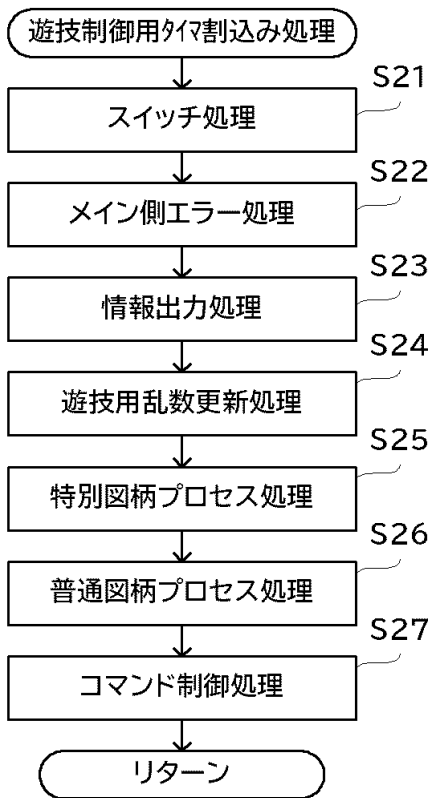 遊技制御用ﾀｲﾏ割込み処理
S21
スイッチ処理
S22
メイン側エラー処理
S23
情報出力処理
S24
遊技用乱数更新処理
S25
特別図柄プロセス処理
S26
普通図柄プロセス処理
S27
コマンド制御処理
リターン